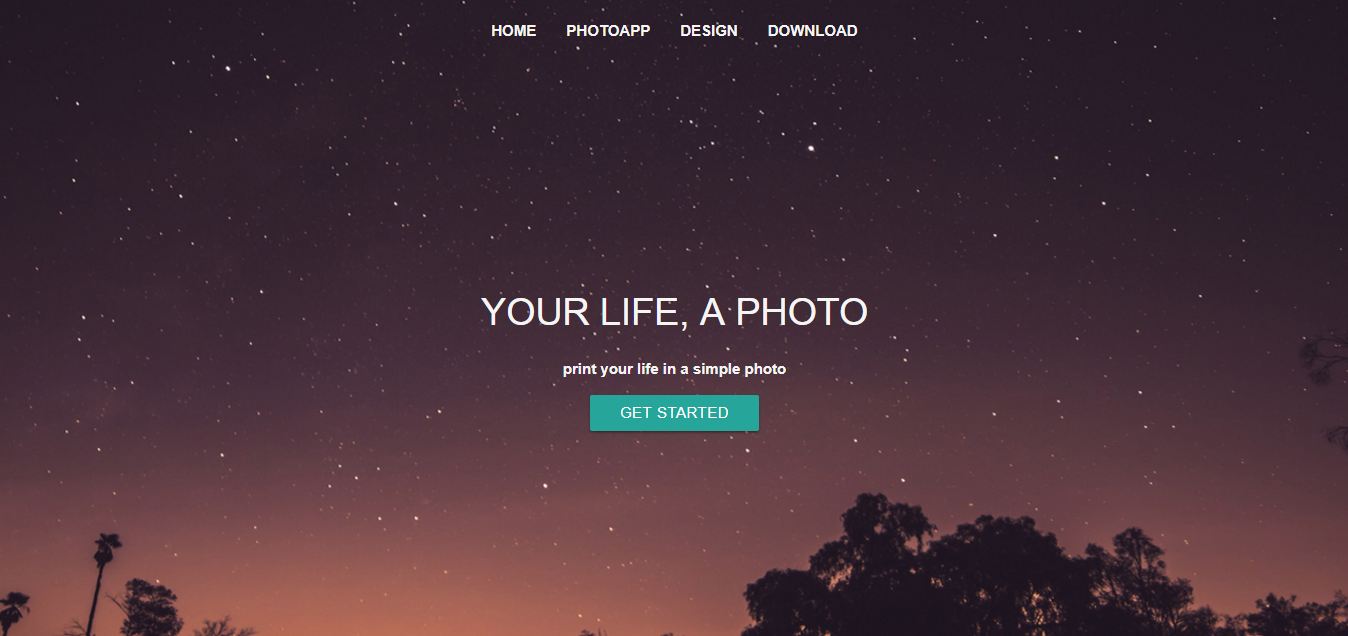 HOME PHOTOAPP DESIGN DOWNLOAD
YOUR LIFE, A PHOTO
print your life in a simple photo
GET STARTED